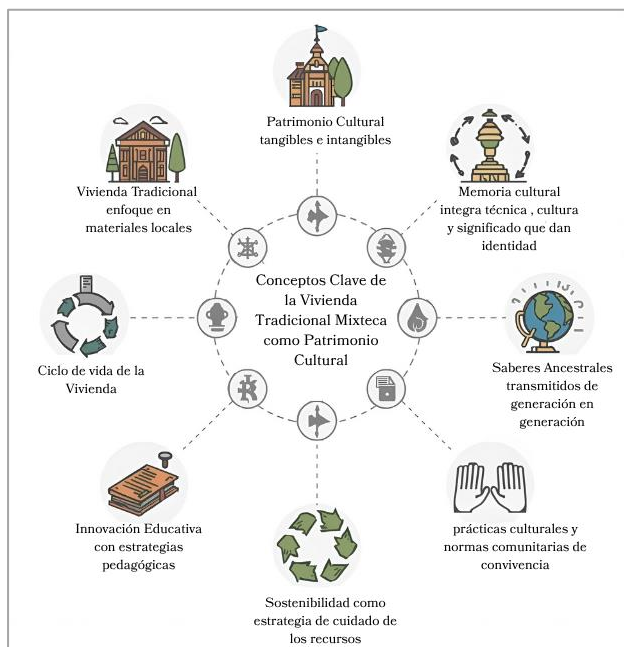 Patrimonio Cultural
tangibles e intangibles
Vivienda Tradicional
enfoque en
materiales locales
Memoria cultural
integra técnica , cultura
y significado que dan
identidad
Conceptos Clave de
la Vivienda
Tradicional Mixteca
como Patrimonio
Cultural
Ciclo de vida de la
Vivienda
Saberes Ancestrales
transmitidos de
generación en
generación
Innovación Educativa
con estrategias
pedagógicas
prácticas culturales y
normas comunitarias de
convivencia
Sostenibilidad como
estrategia de cuidado de
los recursos